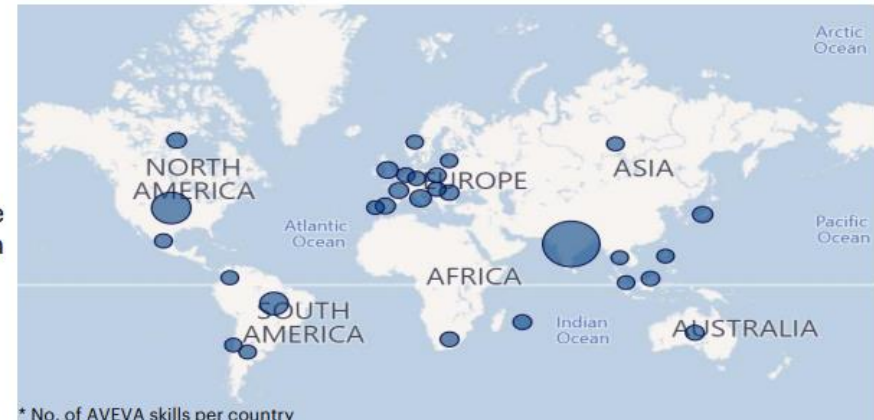 Arctic
Ocean
NORTH
AMERICA
EUROPE
ASIA
Atlantic
Ocean
Pacific
Ocean
AFRICA
SOUTH
AMERICA
Indian
Ocean
AUSTRALIA
* No. of AVEVA skills per country